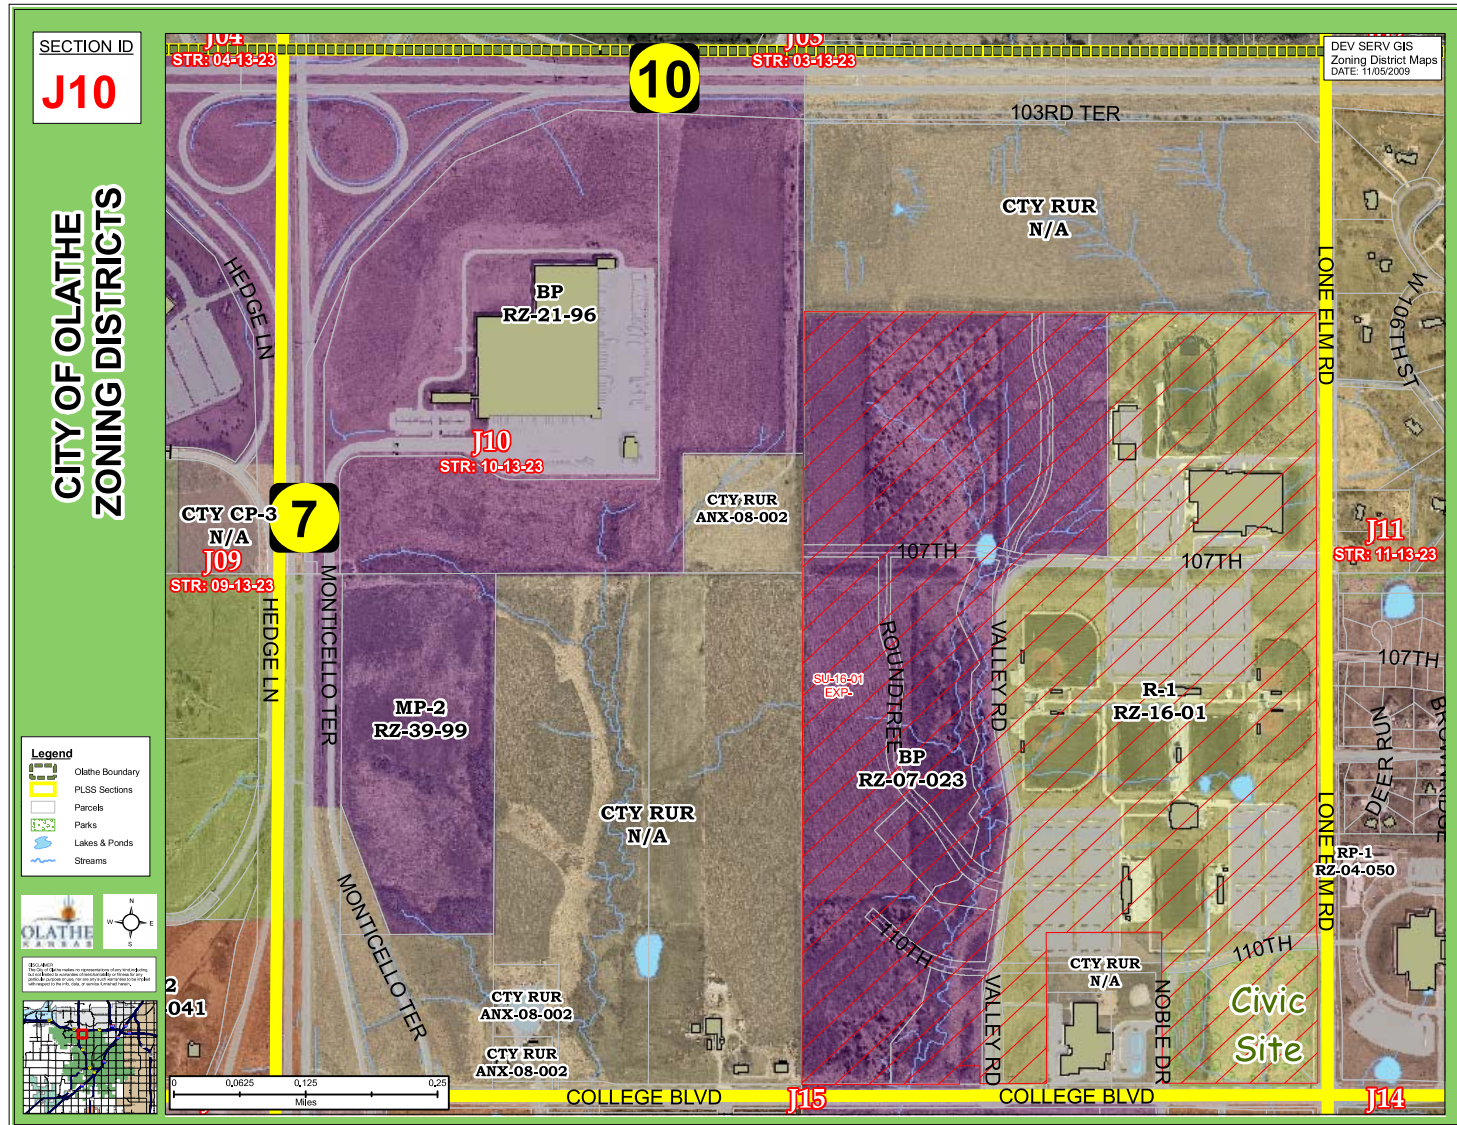 SECTION ID
J10
CITY OF OLATHE
ZONING DISTRICTS
DEV SERV GIS
Zoning District Maps
DATE: 11/05/2009
J04
STR: 04-13-23
10
STR: 03-13-23
103RD TER
CTY RUR
N/A
HEDGE LN
BP
RZ-21-96
LONE ELM RD
W 106TH ST
J10
STR: 10-13-23
CTY CP-3
N/A
7
CTY RUR
ANX-08-002
J09
STR: 09-13-23
107TH
107TH
J11
STR: 11-13-23
HEDGE LN
MONTICELLO TER
ROUNDTREE
VALLEY RD
107TH
SU-16-01
EXP-
MP-2
RZ-39-99
R-1
RZ-16-01
BP
RZ-07-023
DEER RUN
CTY RUR
N/A
LONE ELM RD
RP-1
RZ-04-050
MONTICELLO TER
110TH
110TH
CTY RUR
N/A
VALLEY RD
NOBLE DR
Civic
Site
2
-041
CTY RUR
ANX-08-002
CTY RUR
ANX-08-002
COLLEGE BLVD
J15
COLLEGE BLVD
J14
Legend
Olathe Boundary
PLSS Sections
Parcels
Parks
Lakes & Ponds
Streams
OLATHE
KANSAS
N
W
E
S
DISCLAIMER
0
0.0625
0.125
0.25
Miles